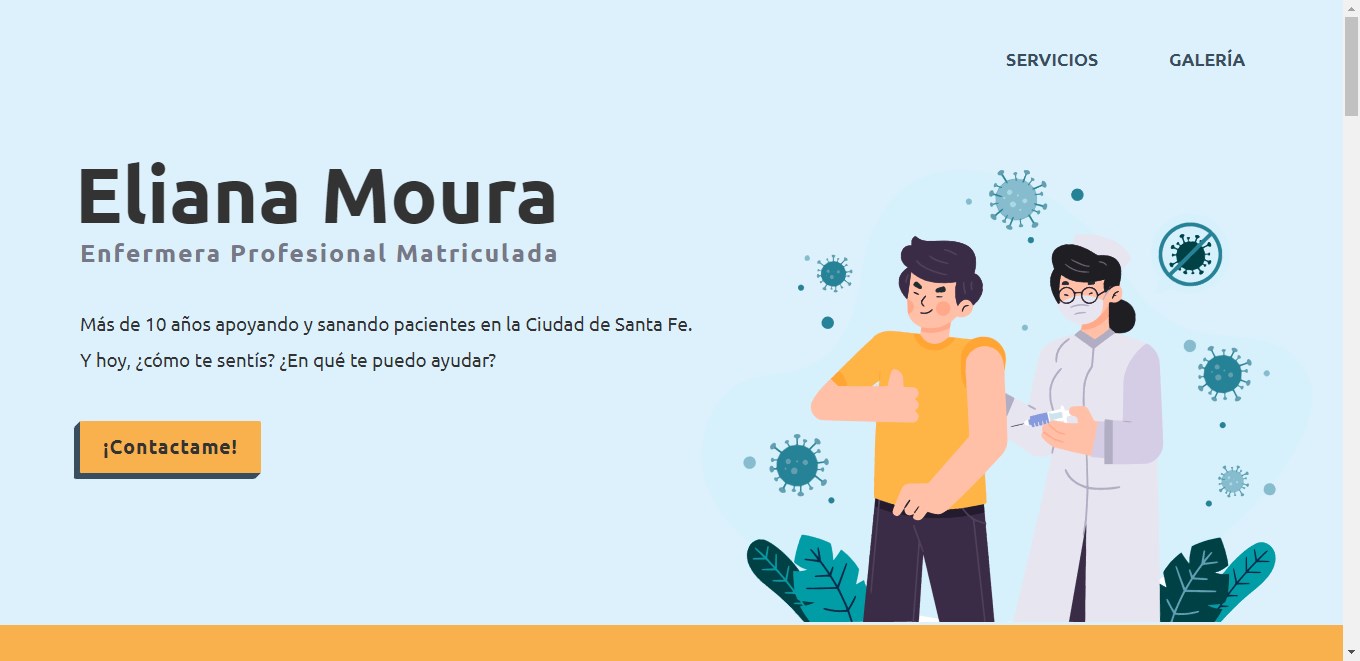 SERVICIOS GALERÍA
Eliana Moura
Enfermera Profesional Matriculada
Más de 10 años apoyando y sanando pacientes en la Ciudad de Santa Fe.
Y hoy, ¿cómo te sentís? ¿En qué te puedo ayudar?
¡Contactame!